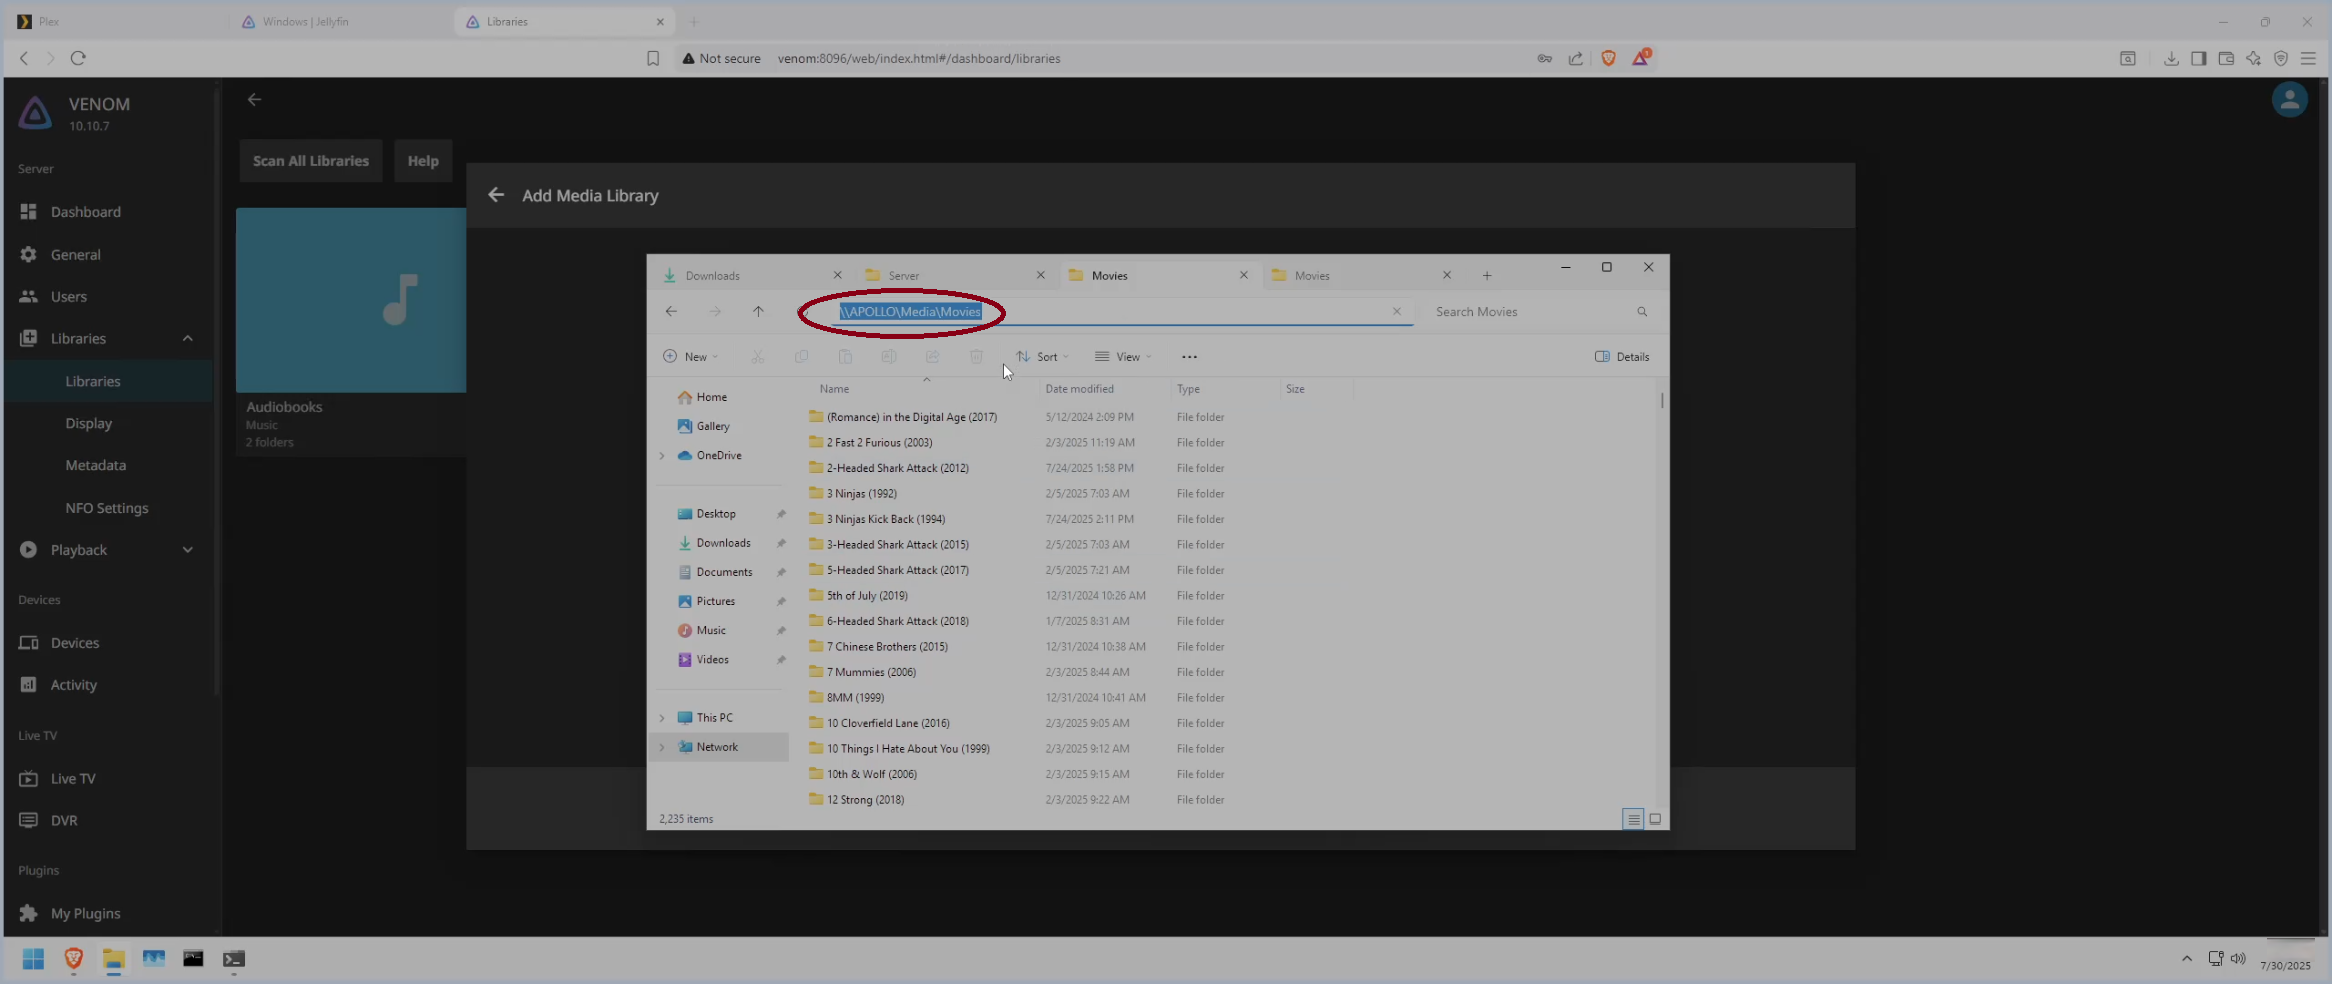 Plex
Windows | Jellyfin
Libraries
Not secure
venom:8096/web/index.html#/dashboard/libraries
1
VENOM
10.10.7
Server
Dashboard
General
Users
Libraries
Libraries
Display
Metadata
NFO Settings
Playback
Devices
Devices
Activity
Live TV
Live TV
DVR
Plugins
My Plugins
Scan All Libraries
Help
Audiobooks
Music
2 folders
Add Media Library
Downloads
Server
Movies
Movies
\\APOLLO\Media\Movies
Search Movies
New
Sort
View
Details
Home
Gallery
OneDrive
Desktop
Downloads
Documents
Pictures
Music
Videos
This PC
Network
Name Date modified Type Size
(Romance) in the Digital Age (2017) 5/12/2024 2:09 PM File folder
2 Fast 2 Furious (2003) 2/3/2025 11:19 AM File folder
2-Headed Shark Attack (2012) 7/24/2025 1:58 PM File folder
3 Ninjas (1992) 2/5/2025 7:03 AM File folder
3 Ninjas Kick Back (1994) 7/24/2025 2:11 PM File folder
3-Headed Shark Attack (2015) 2/5/2025 7:03 AM File folder
5-Headed Shark Attack (2017) 2/5/2025 7:21 AM File folder
5th of July (2019) 12/31/2024 10:26 AM File folder
6-Headed Shark Attack (2018) 1/7/2025 8:31 AM File folder
7 Chinese Brothers (2015) 12/31/2024 10:38 AM File folder
7 Mummies (2006) 2/3/2025 8:44 AM File folder
8MM (1999) 12/31/2024 10:41 AM File folder
10 Cloverfield Lane (2016) 2/3/2025 9:05 AM File folder
10 Things I Hate About You (1999) 2/3/2025 9:12 AM File folder
10th & Wolf (2006) 2/3/2025 9:15 AM File folder
12 Strong (2018) 2/3/2025 9:22 AM File folder
2,235 items
7/30/2025